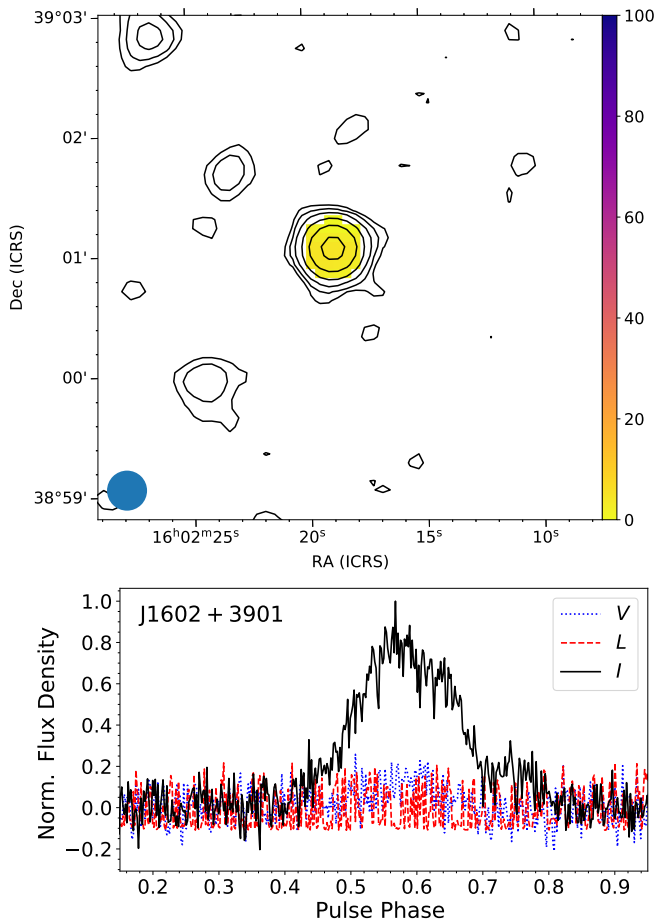 39°03'
02'
01'
00'
38°59'
Dec (ICRS)
16ʰ02ᵐ25ˢ 20ˢ 15ˢ 10ˢ
RA (ICRS)
100
80
60
40
20
0
J1602 + 3901
V
L
I
1.0
0.8
0.6
0.4
0.2
0.0
−0.2
Norm. Flux Density
0.2 0.3 0.4 0.5 0.6 0.7 0.8 0.9
Pulse Phase